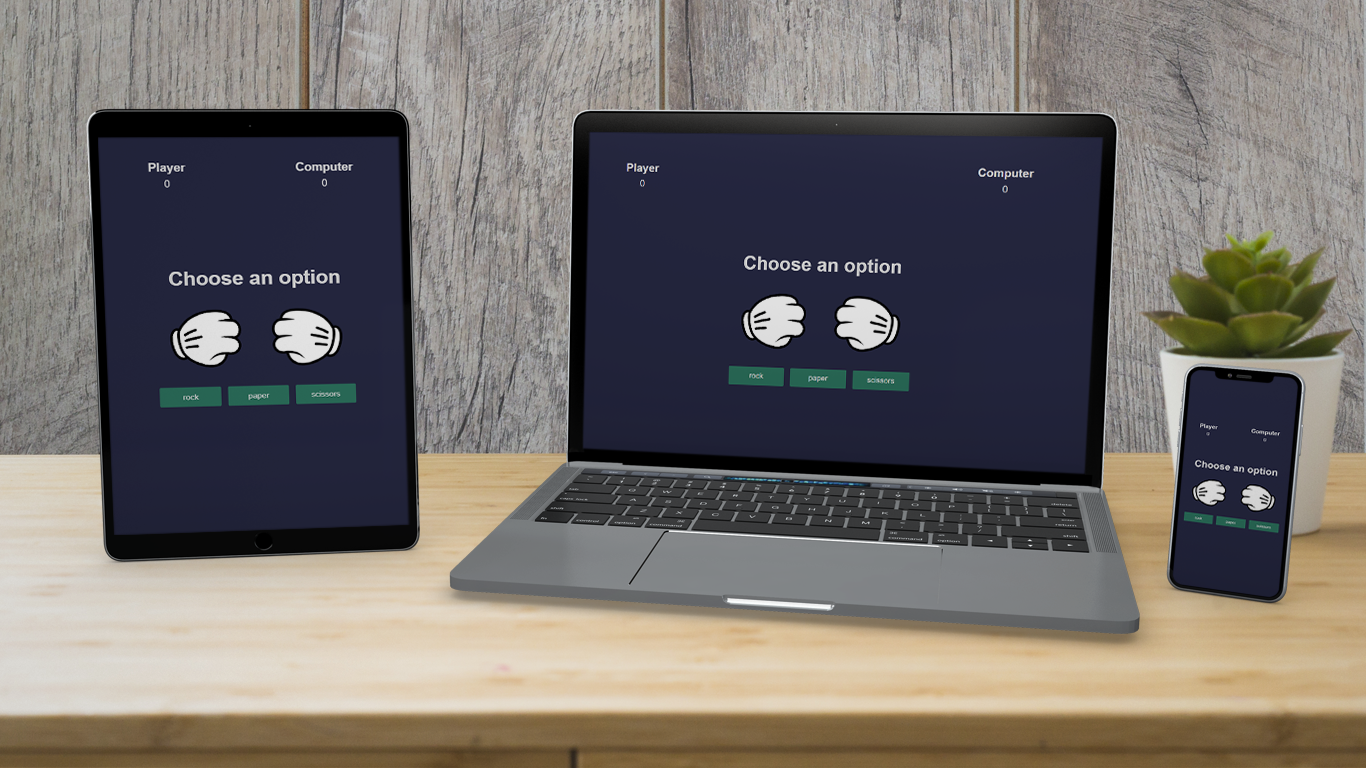 Player
0
Computer
0
Choose an option
rock
paper
scissors
Player
0
Computer
0
Choose an option
rock
paper
scissors
Player
0
Computer
0
Choose an option
rock
paper
scissors